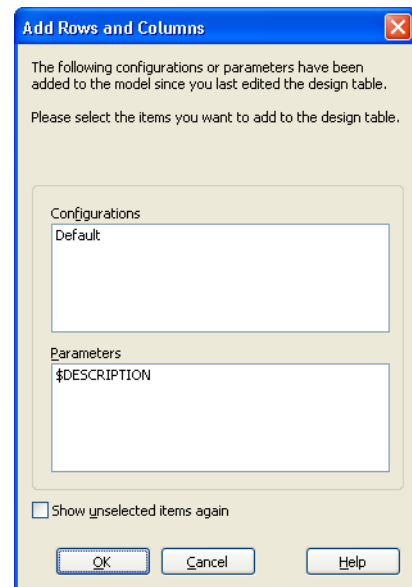 Add Rows and Columns
The following configurations or parameters have been
added to the model since you last edited the design table.
Please select the items you want to add to the design table.
Configurations
Default
Parameters
$DESCRIPTION
Show unselected items again
OK Cancel Help